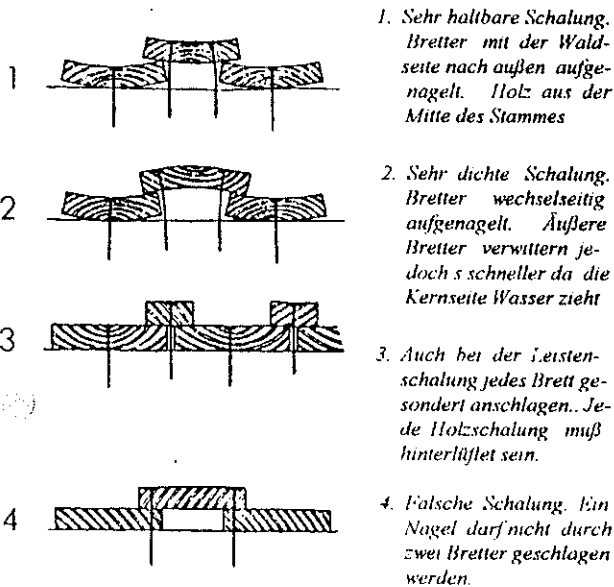 1. Sehr haltbare Schalung.
Bretter mit der Wald-
seite nach außen aufge-
nagelt. Holz aus der
Mitte des Stammes
1
2. Sehr dichte Schalung.
Bretter wechselseitig
aufgenagelt. Äußere
Bretter verwittern je-
doch s schneller da die
Kernseite Wasser zieht
2
3. Auch bei der Leisten-
schalung jedes Brett ge-
sondert anschlagen.. Je-
de Holzschalung muß
hinterlüftet sein.
3
4. Falsche Schalung. Ein
Nagel darf nicht durch
zwei Bretter geschlagen
werden.
4